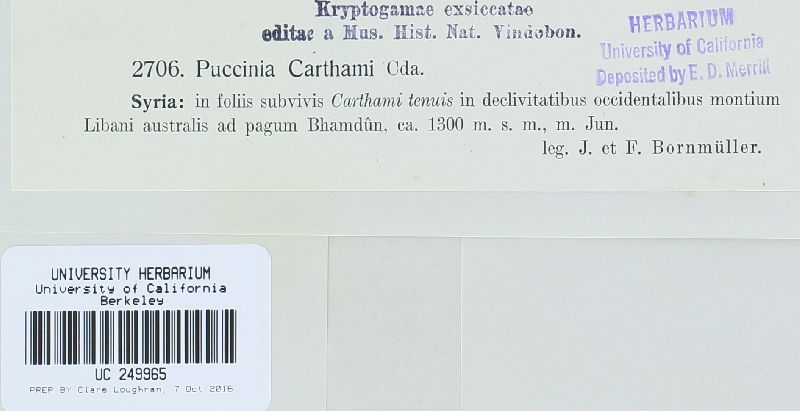 Kryptogamae exsiccatae
editae a Mus. Hist. Nat. Vindobon.
HERBARIUM
University of California
Deposited by E. D. Merrill
2706. Puccinia Carthami Cda.
Syria: in foliis subvivis Carthami tenuis in declivitatibus occidentalibus montium
Libani australis ad pagum Bhamdûn, ca. 1300 m. s. m., m. Jun.
leg. J. et F. Bornmüller.
UNIVERSITY HERBARIUM
University of California
Berkeley
UC 249965
PREP BY Clare Loughran, 7 Oct 2016